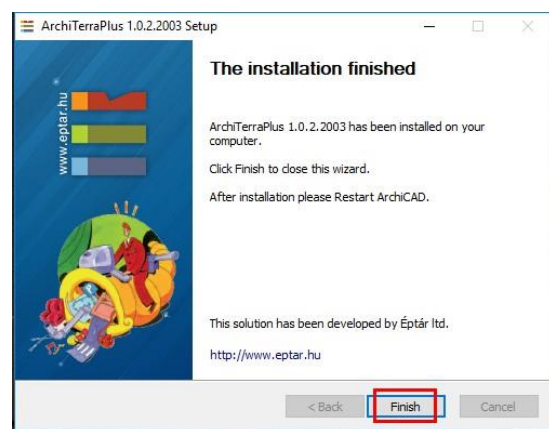 ArchiTerraPlus 1.0.2.2003 Setup
The installation finished
www.eptar.hu
ArchiTerraPlus 1.0.2.2003 has been installed on your
computer.
Click Finish to close this wizard.
After installation please Restart ArchiCAD.
This solution has been developed by Éptár ltd.
http://www.eptar.hu
< Back
Finish
Cancel